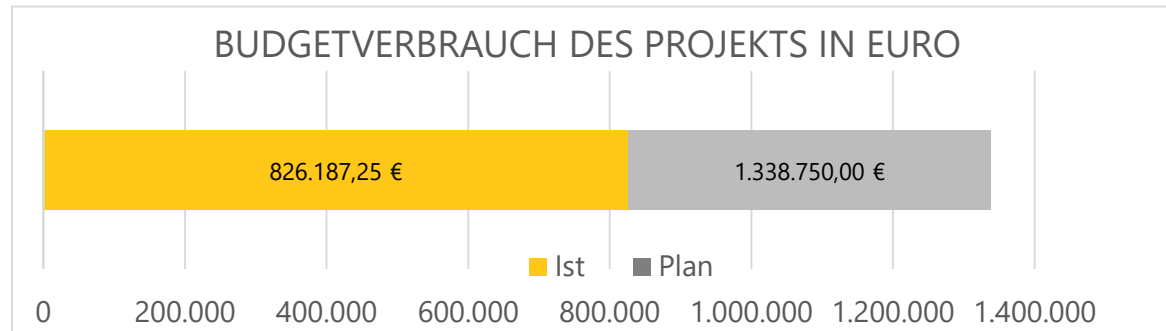 BUDGETVERBRAUCH DES PROJEKTS IN EURO
826.187,25 € 1.338.750,00 €
Ist Plan
0 200.000 400.000 600.000 800.000 1.000.000 1.200.000 1.400.000